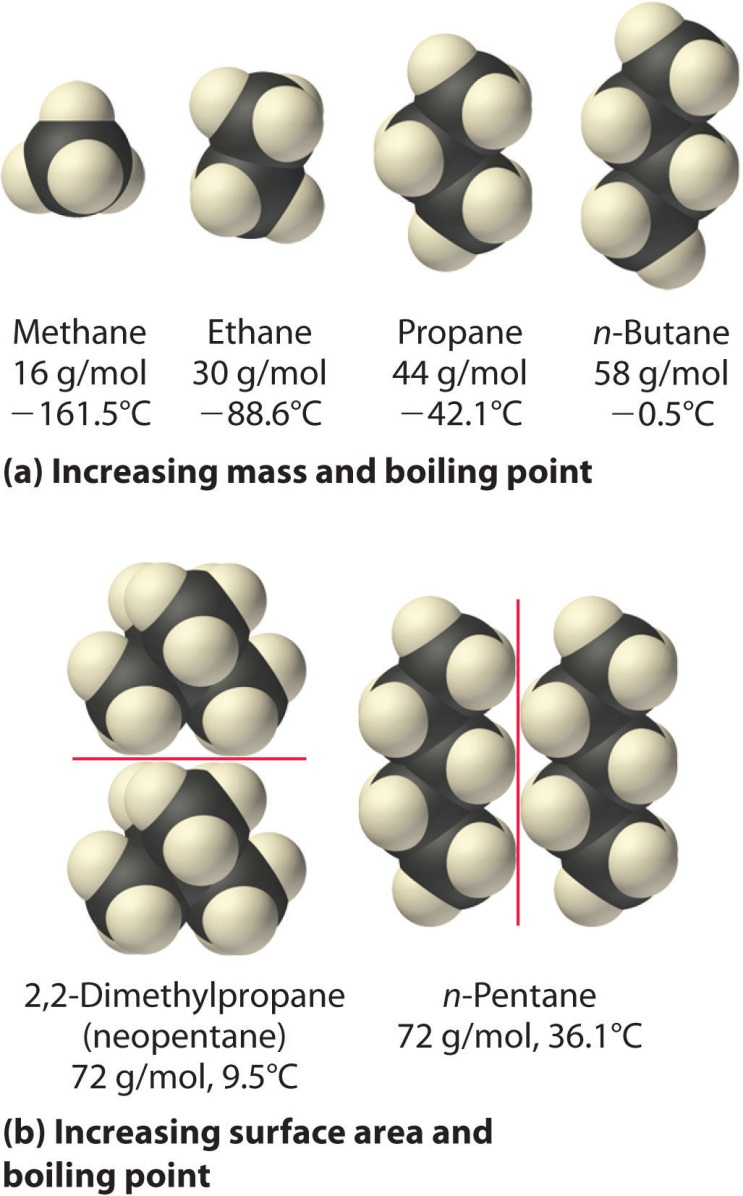 Methane Ethane Propane n-Butane
16 g/mol 30 g/mol 44 g/mol 58 g/mol
−161.5°C −88.6°C −42.1°C −0.5°C
(a) Increasing mass and boiling point
2,2-Dimethylpropane
(neopentane)
72 g/mol, 9.5°C
n-Pentane
72 g/mol, 36.1°C
(b) Increasing surface area and
boiling point